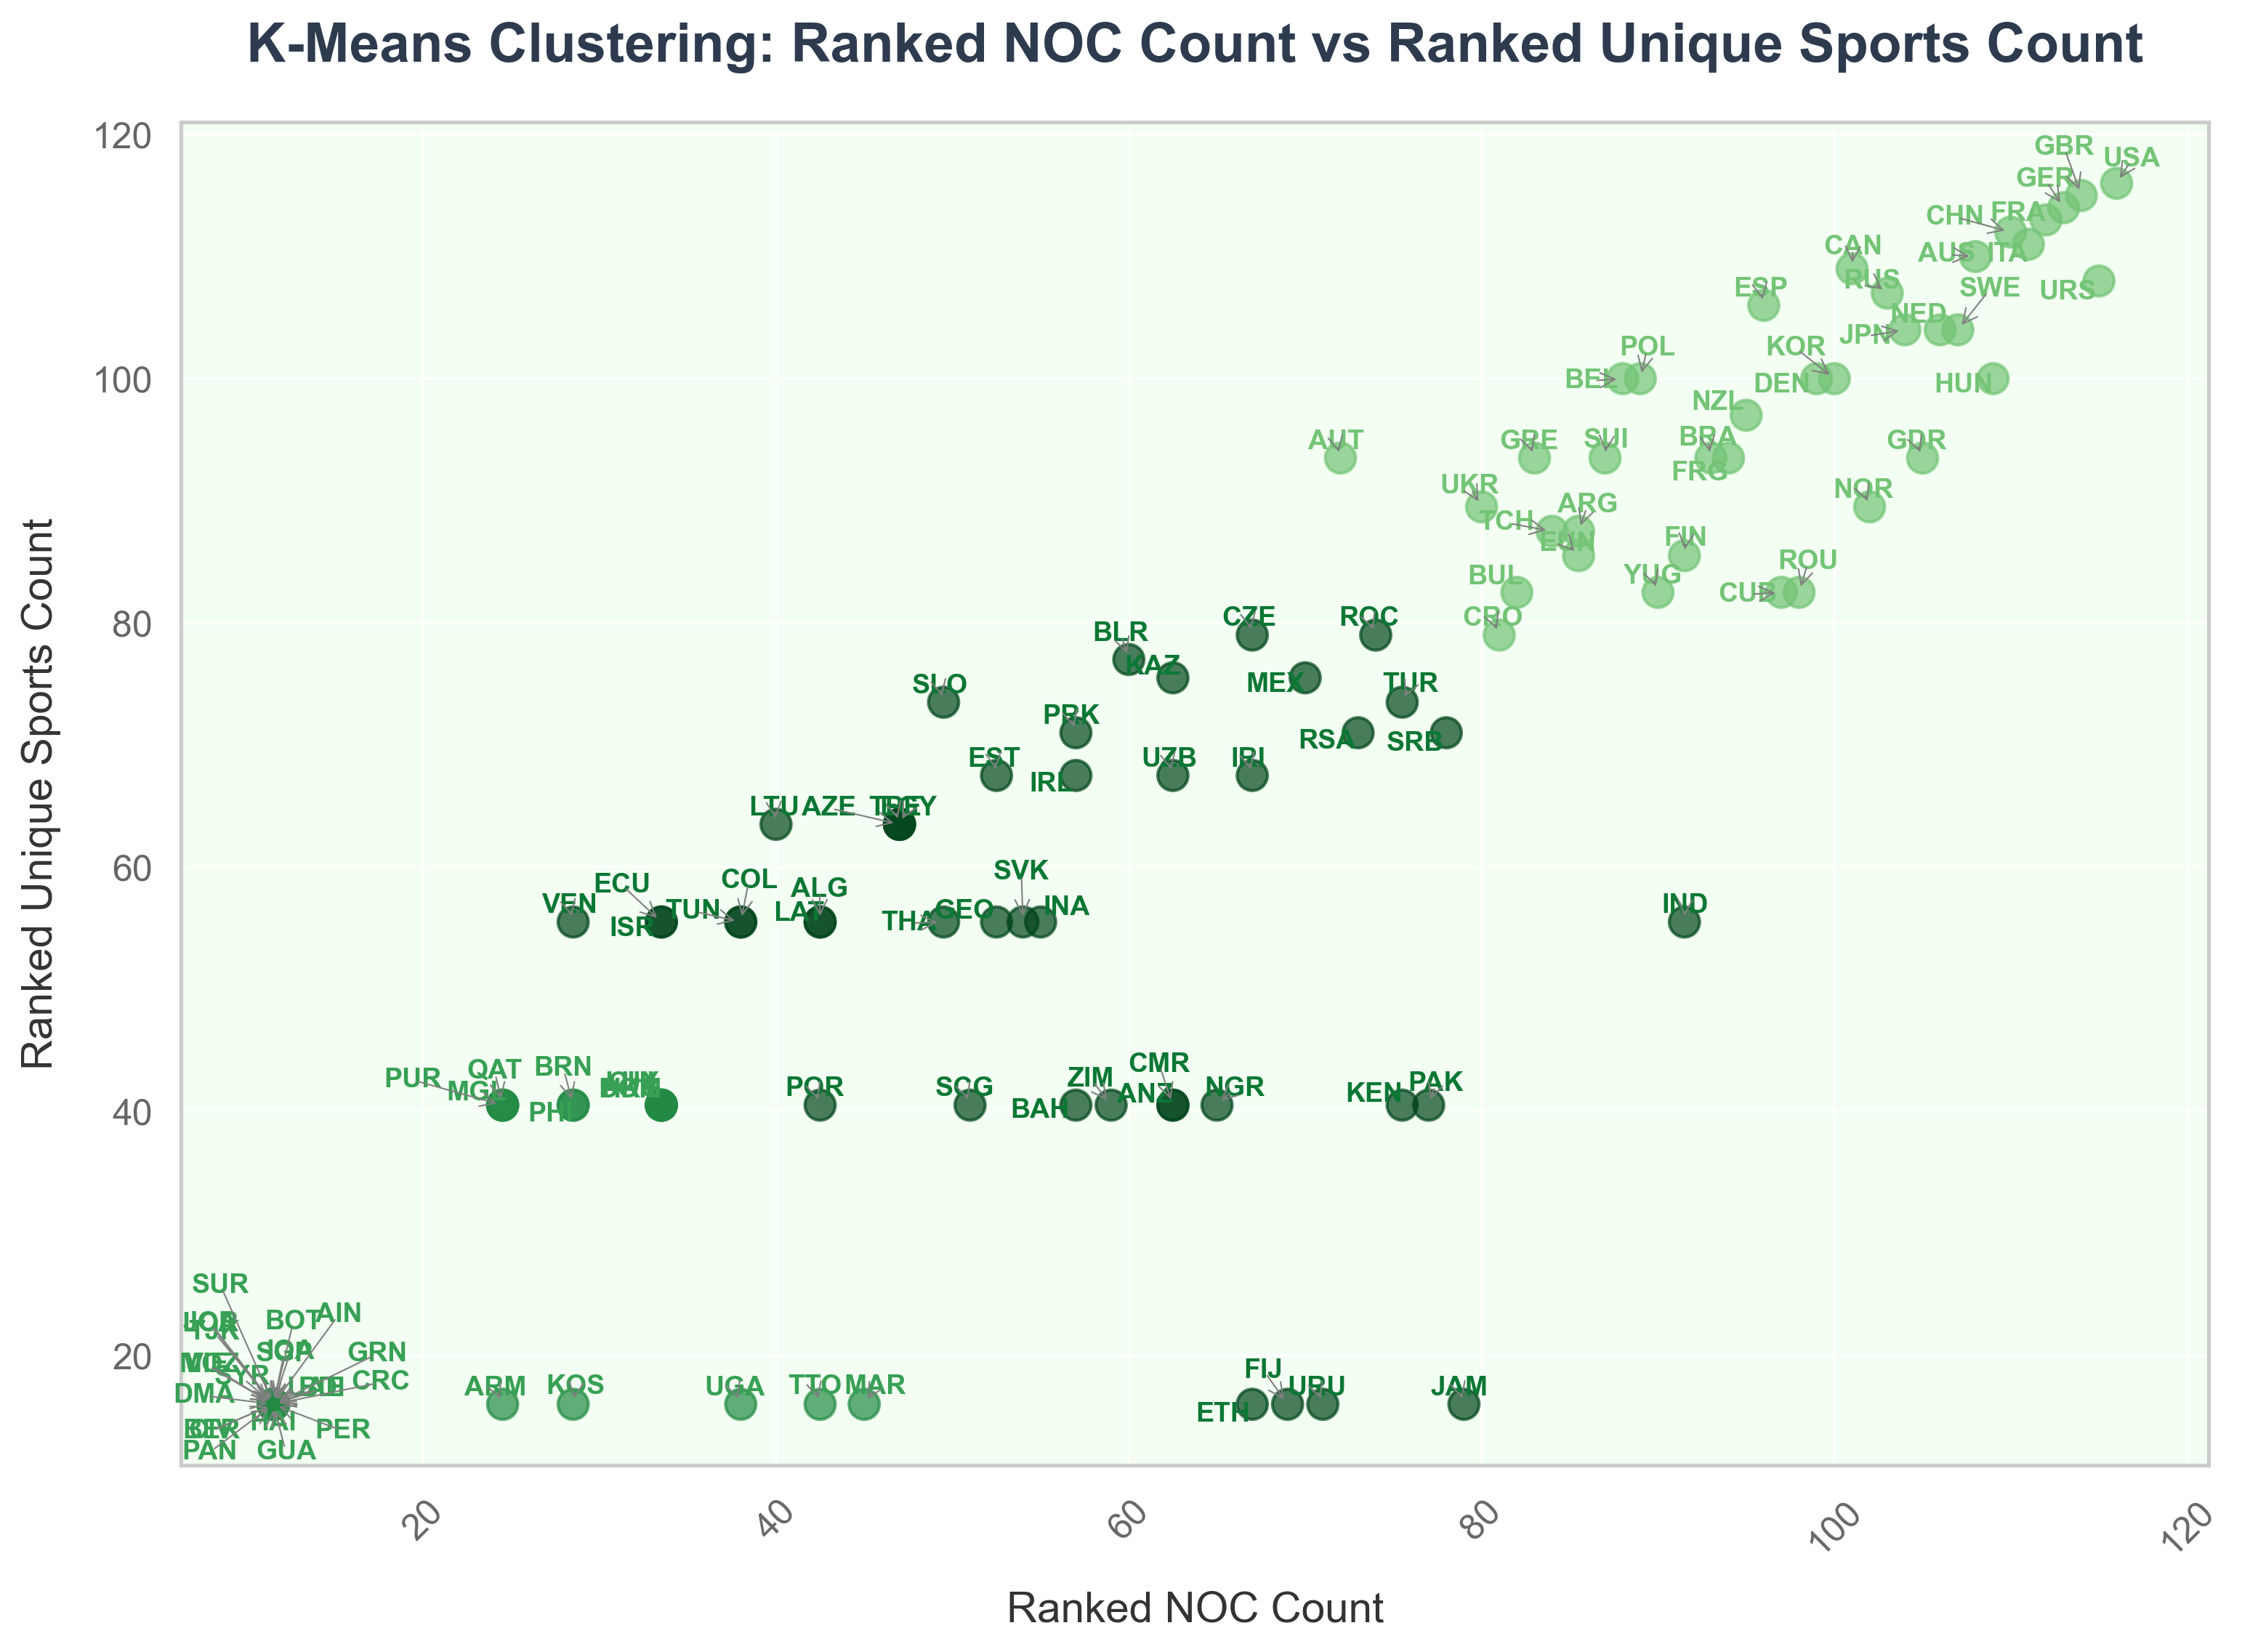 K-Means Clustering: Ranked NOC Count vs Ranked Unique Sports Count
120
100
80
60
40
20
Ranked Unique Sports Count
GBR
USA
GER
CHN
FRA
CAN
AUS
ITA
RUS
ESP
SWE
URS
NED
JPN
POL
KOR
BEL
DEN
HUN
NZL
AUT
GRE
SUI
BRA
GDR
FRG
UKR
NOR
ARG
TCH
FIN
BUL
YUG
ROU
CUB
CRO
CZE
ROC
BLR
KAZ
MEX
SLO
TUR
PRK
RSA
SRB
EST
UZB
IRI
IRL
LTU
AZE
EGY
SVK
ECU
COL
ALG
VEN
TUN
LAT
GEO
INA
THA
ISR
IND
CMR
QAT
BRN
PUR
MGL
ZIM
POR
SCG
ANZ
NGR
KEN
PAK
BAH
PHI
SUR
AIN
BOT
TJK
GRN
SYR
CRC
DMA
HAI
PER
PAN
GUA
ARM
KOS
UGA
TTO
MAR
FIJ
URU
JAM
ETH
20
40
60
80
100
120
Ranked NOC Count